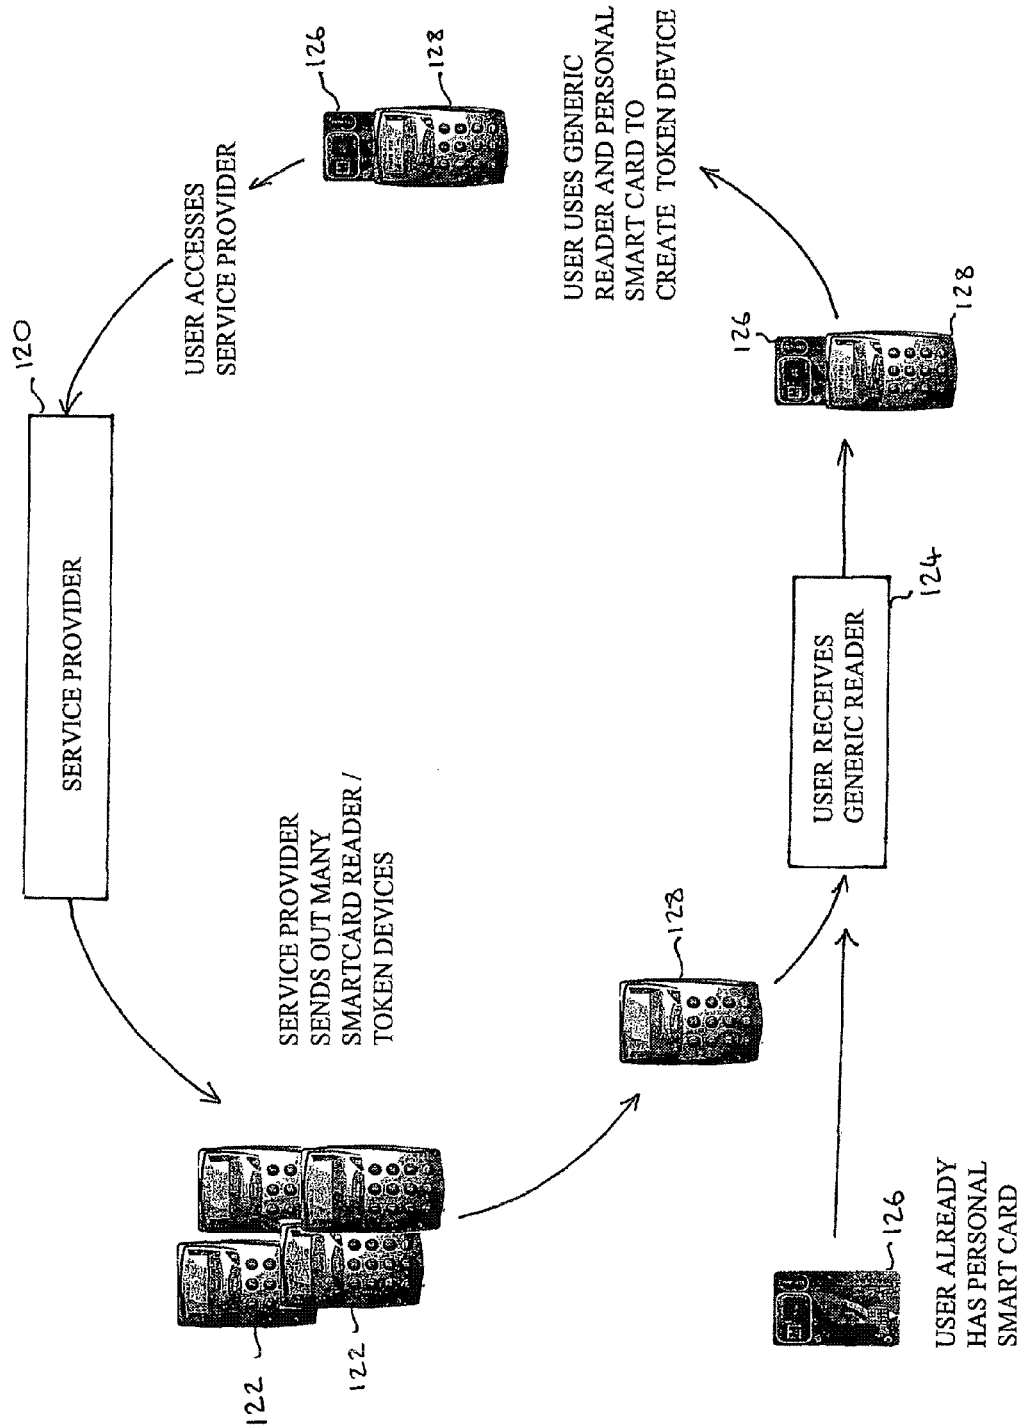 120
SERVICE PROVIDER
USER ACCESSES
SERVICE PROVIDER
126
128
SERVICE PROVIDER
SENDS OUT MANY
SMARTCARD READER /
TOKEN DEVICES
122
122
128
USER USES GENERIC
READER AND PERSONAL
SMART CARD TO
CREATE TOKEN DEVICE
126
128
USER RECEIVES
GENERIC READER
124
126
USER ALREADY
HAS PERSONAL
SMART CARD